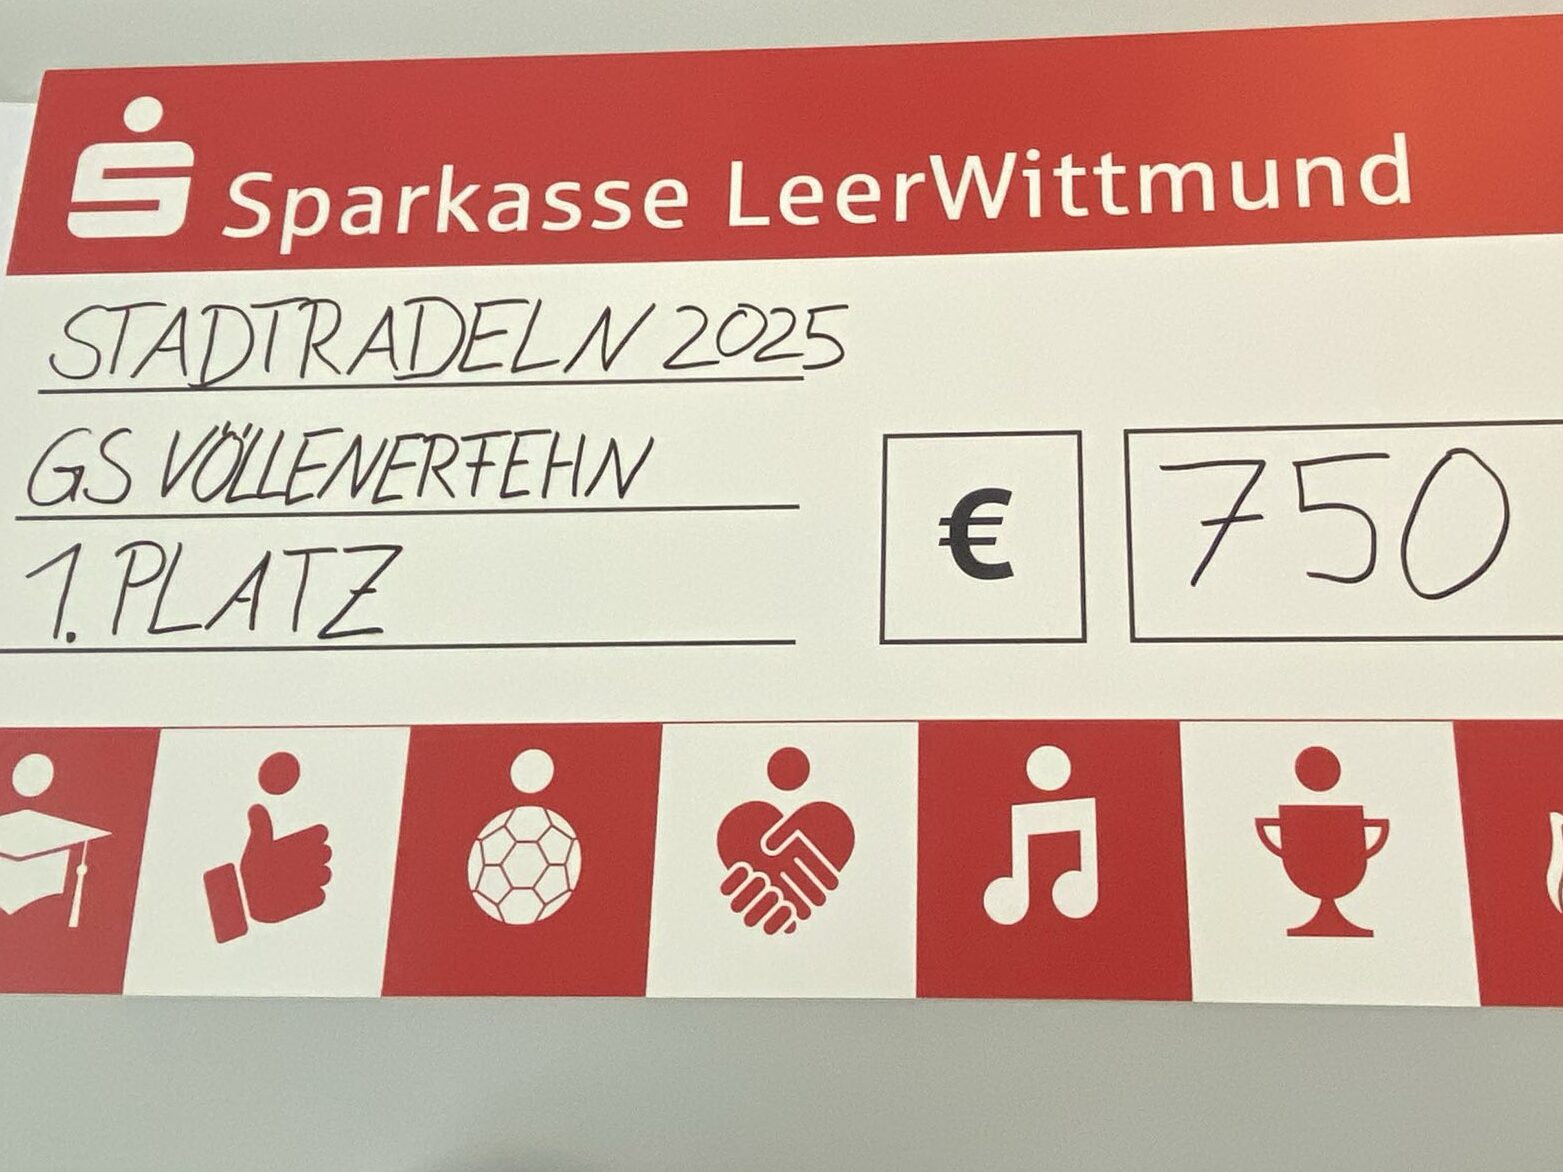 Sparkasse LeerWittmund
STADTRADELN 2025
GS VÖLLENERFEHN
1. PLATZ
€ 750